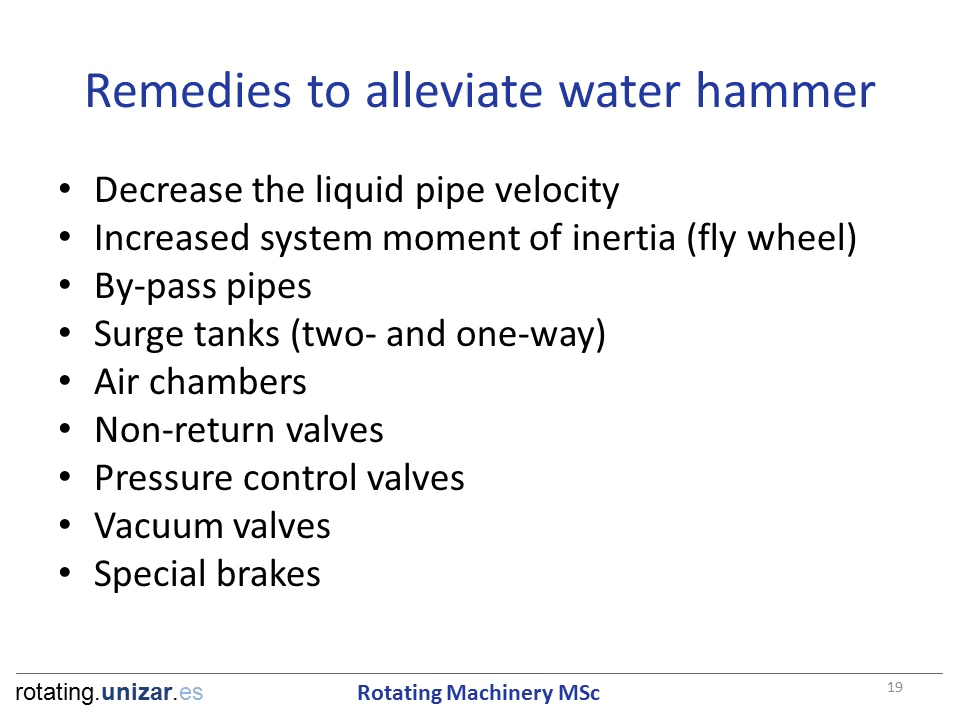 Remedies to alleviate water hammer
• Decrease the liquid pipe velocity
• Increased system moment of inertia (fly wheel)
• By-pass pipes
• Surge tanks (two- and one-way)
• Air chambers
• Non-return valves
• Pressure control valves
• Vacuum valves
• Special brakes
rotating.unizar.es
Rotating Machinery MSc
19